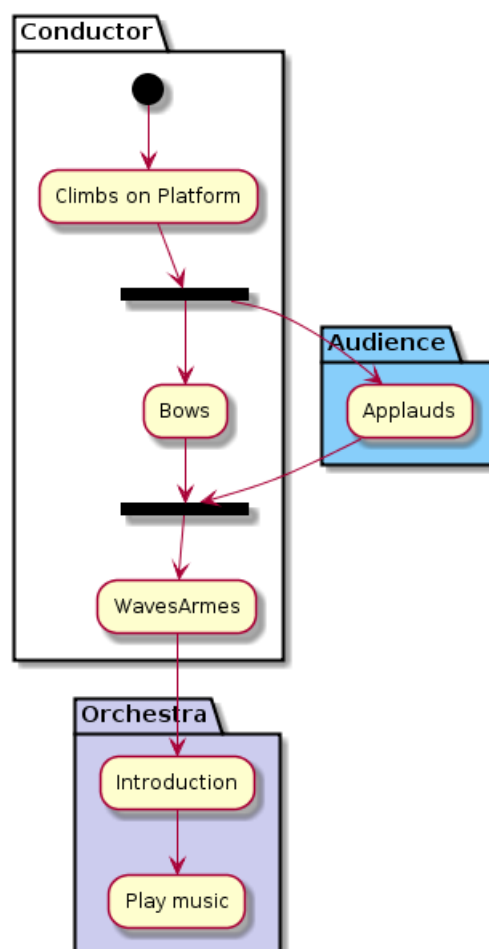 Conductor
Climbs on Platform
Audience
Bows
Applauds
WavesArmes
Orchestra
Introduction
Play music